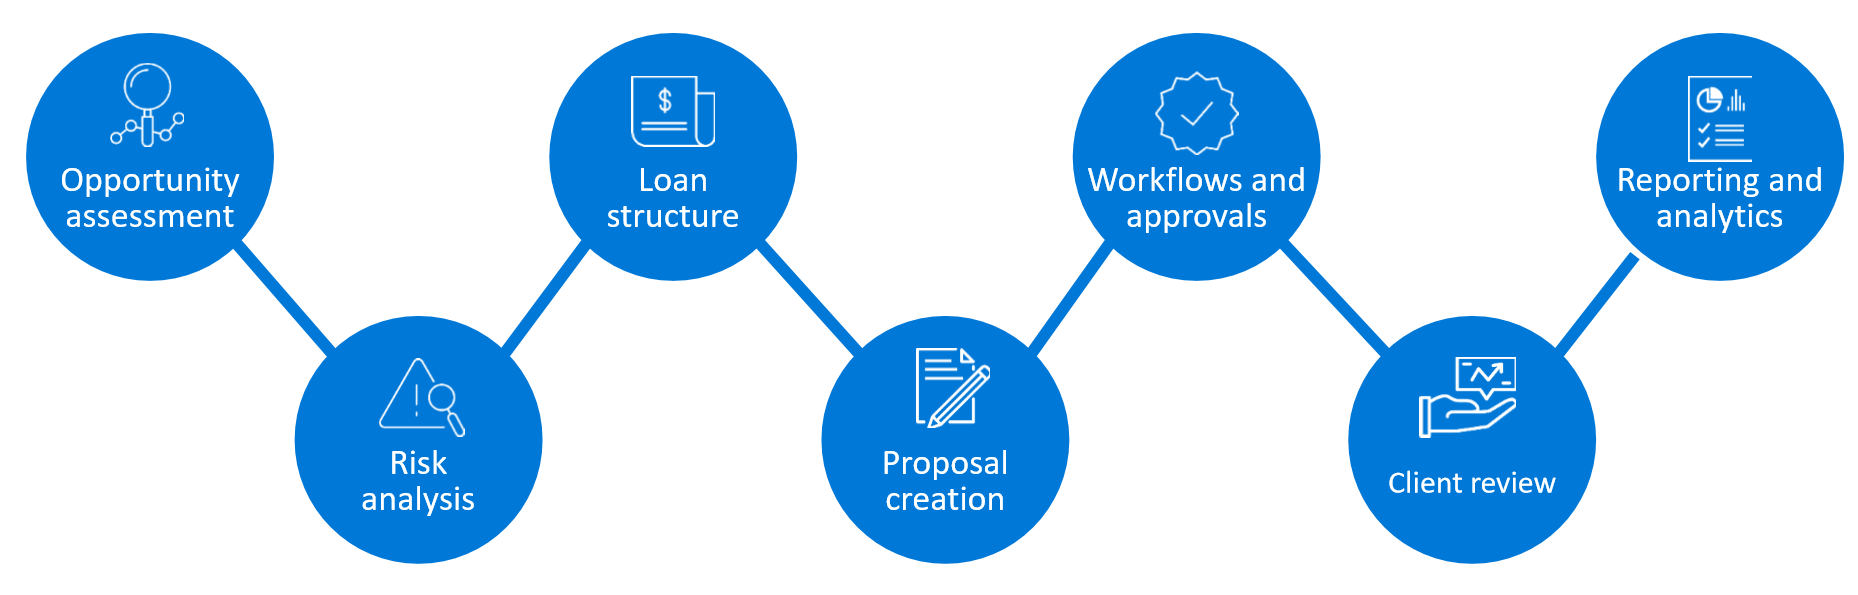 Opportunity
assessment
Risk
analysis
$
Loan
structure
Proposal
creation
Workflows and
approvals
Client review
Reporting and
analytics